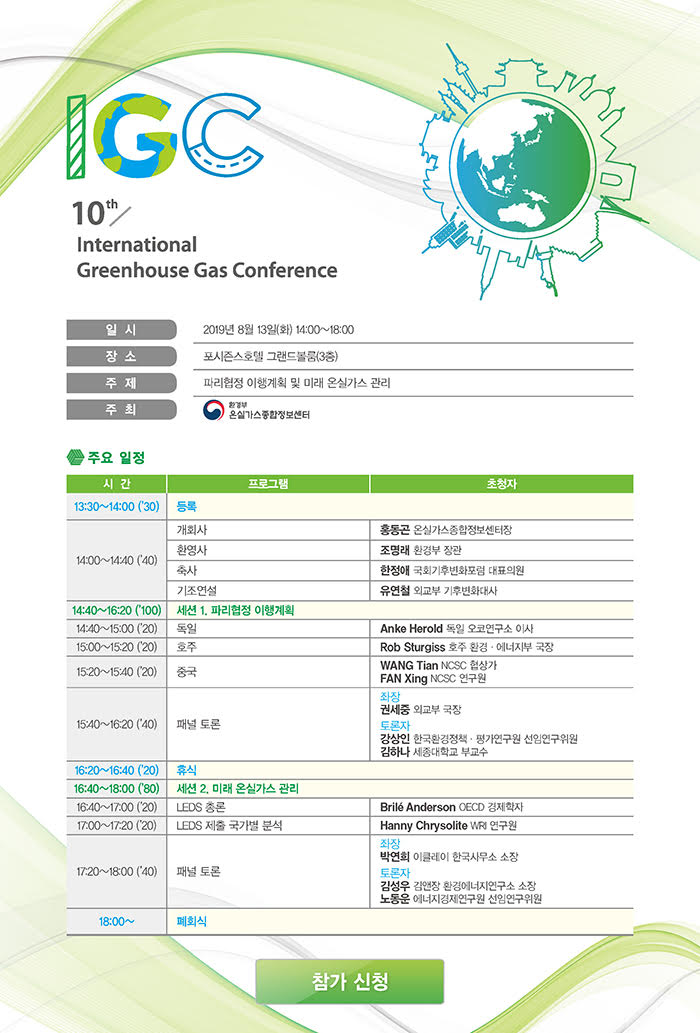 IGC
10th
International
Greenhouse Gas Conference
일 시 2019년 8월 13일(화) 14:00~18:00
장 소 포시즌스호텔 그랜드볼룸(3층)
주 제 파리협정 이행계획 및 미래 온실가스 관리
주 최 환경부 온실가스종합정보센터
주요 일정
시 간 프로그램 초청자
13:30~14:00 ('30) 등록
14:00~14:40 ('40)
개회사 홍동곤 온실가스종합정보센터장
환영사 조명래 환경부 장관
축사 한정애 국회기후변화포럼 대표의원
기조연설 유연철 외교부 기후변화대사
14:40~16:20 ('100) 세션 1. 파리협정 이행계획
14:40~15:00 ('20) 독일 Anke Herold 독일 오코연구소 이사
15:00~15:20 ('20) 호주 Rob Sturgiss 호주 환경 · 에너지부 국장
15:20~15:40 ('20) 중국 WANG Tian NCSC 협상가
FAN Xing NCSC 연구원
15:40~16:20 ('40) 패널 토론
좌장
권세중 외교부 국장
토론자
강상인 한국환경정책 · 평가연구원 선임연구위원
김하나 세종대학교 부교수
16:20~16:40 ('20) 휴식
16:40~18:00 ('80) 세션 2. 미래 온실가스 관리
16:40~17:00 ('20) LEDS 총론 Brilé Anderson OECD 경제학자
17:00~17:20 ('20) LEDS 제출 국가별 분석 Hanny Chrysolite WRI 연구원
17:20~18:00 ('40) 패널 토론
좌장
박연희 이클레이 한국사무소 소장
토론자
김성우 김앤장 환경에너지연구소 소장
노동운 에너지경제연구원 선임연구위원
18:00~ 폐회식
참가 신청